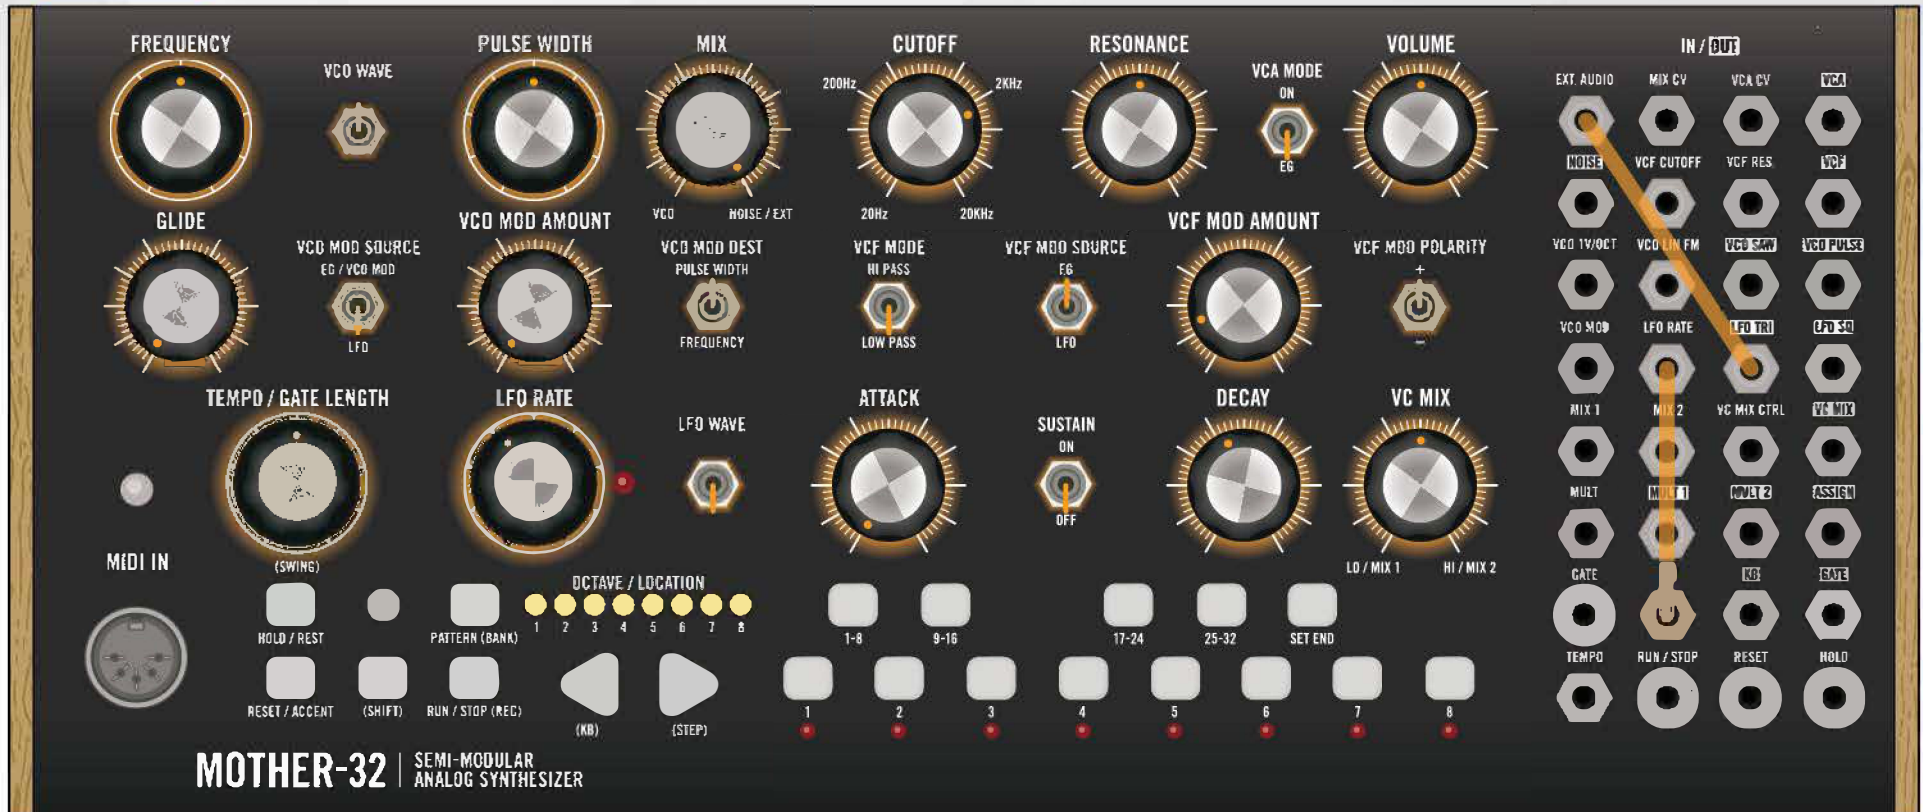 FREQUENCY
VCO WAVE
PULSE WIDTH
MIX
VCO
NOISE / EXT
CUTOFF
200Hz
2KHz
20Hz
20KHz
RESONANCE
VCA MODE
ON
EG
VOLUME
GLIDE
VCO MOD SOURCE
EG / VCO MOD
LFO
VCO MOD AMOUNT
VCO MOD DEST
PULSE WIDTH
FREQUENCY
VCF MODE
HI PASS
LOW PASS
VCF MOD SOURCE
EG
LFO
VCF MOD AMOUNT
VCF MOD POLARITY
+
−
TEMPO / GATE LENGTH
(SWING)
LFO RATE
LFO WAVE
ATTACK
SUSTAIN
ON
OFF
DECAY
VC MIX
LO / MIX 1
HI / MIX 2
MIDI IN
HOLD / REST
PATTERN (BANK)
OCTAVE / LOCATION
1 2 3 4 5 6 7 8
1-8
9-16
17-24
25-32
SET END
RESET / ACCENT
(SHIFT)
RUN / STOP (REC)
(KB)
(STEP)
1 2 3 4 5 6 7 8
MOTHER-32
SEMI-MODULAR
ANALOG SYNTHESIZER
IN / OUT
EXT. AUDIO MIX CV VCA CV VCA
NOISE VCF CUTOFF VCF RES. VCF
VCO 1V/OCT VCO LIN FM VCO SAW VCO PULSE
VCO MOD LFO RATE LFO TRI LFO SQ
MIX 1 MIX 2 VC MIX CTRL VC MIX
MULT MULT 1 MULT 2 ASSIGN
GATE KB GATE
TEMPO RUN / STOP RESET HOLD